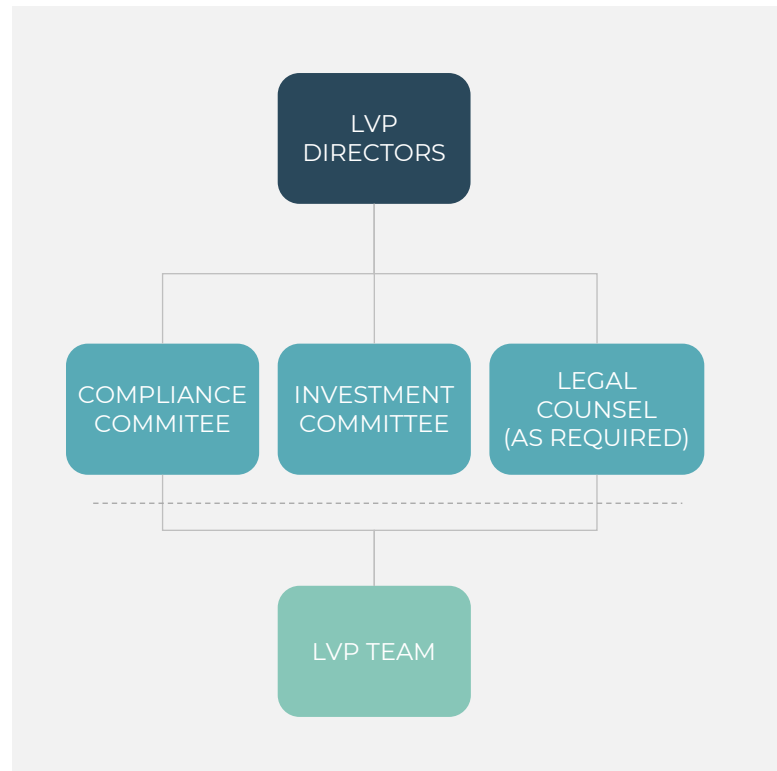 LVP
DIRECTORS
COMPLIANCE
COMMITEE
INVESTMENT
COMMITTEE
LEGAL
COUNSEL
(AS REQUIRED)
LVP TEAM